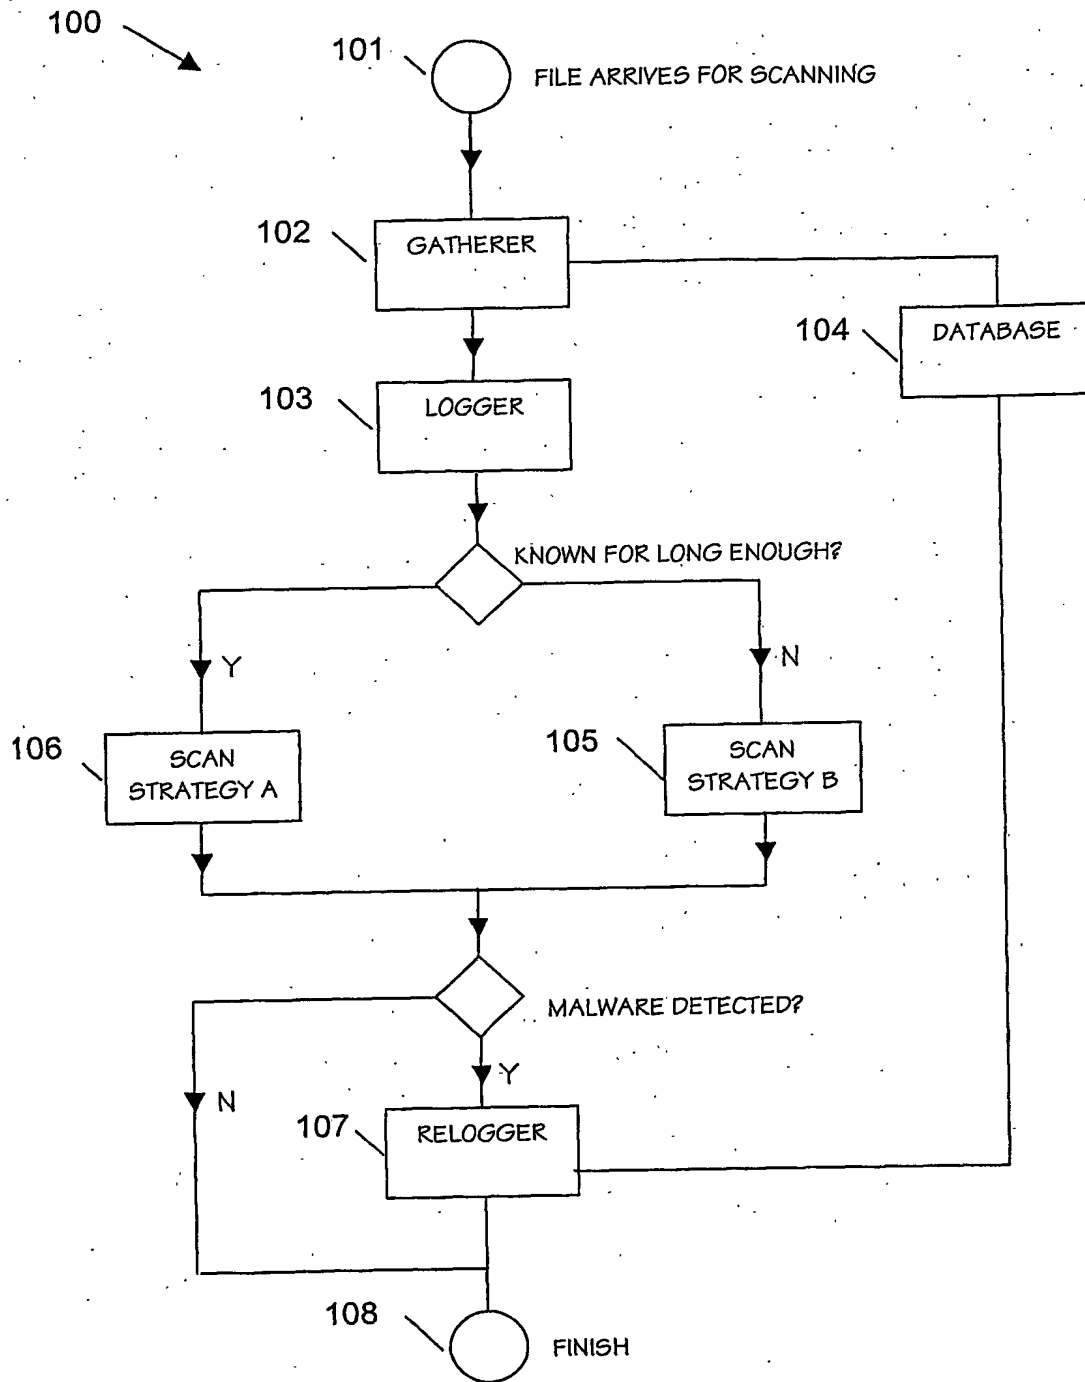 100
101
FILE ARRIVES FOR SCANNING
102
GATHERER
104
DATABASE
103
LOGGER
KNOWN FOR LONG ENOUGH?
Y
N
106
SCAN
STRATEGY A
105
SCAN
STRATEGY B
MALWARE DETECTED?
N
Y
107
RELOGGER
108
FINISH